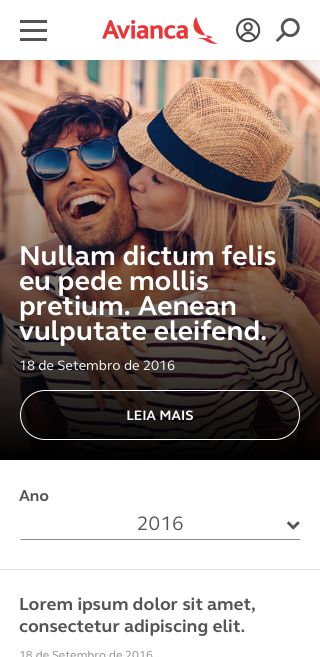 Avianca
Nullam dictum felis
eu pede mollis
pretium. Aenean
vulputate eleifend.
18 de Setembro de 2016
LEIA MAIS
Ano
2016
Lorem ipsum dolor sit amet,
consectetur adipiscing elit.
18 de Setembro de 2016